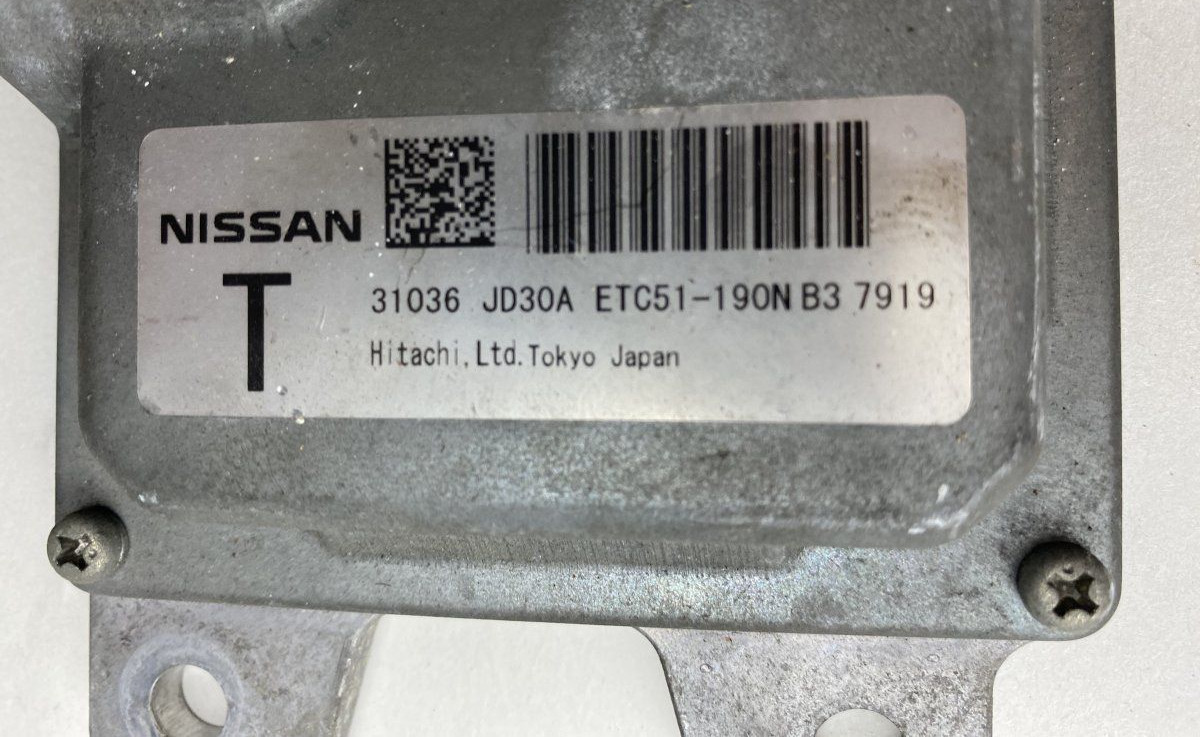 NISSAN
T
31036 JD30A ETC51-190N B3 7919
Hitachi,Ltd.Tokyo Japan